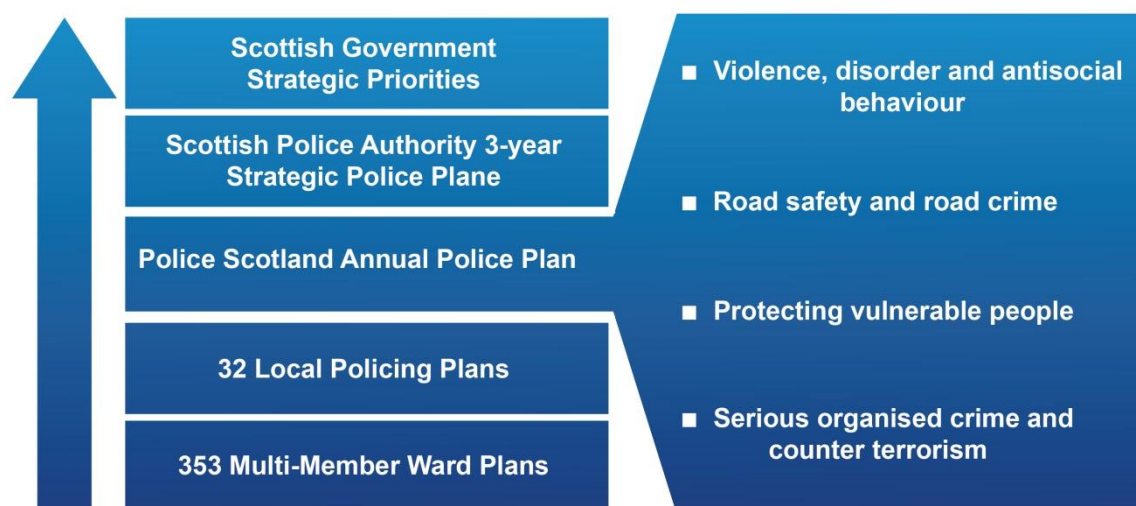 Scottish Government
Strategic Priorities
Scottish Police Authority 3-year
Strategic Police Plane
Police Scotland Annual Police Plan
32 Local Policing Plans
353 Multi-Member Ward Plans
■ Violence, disorder and antisocial
behaviour
■ Road safety and road crime
■ Protecting vulnerable people
■ Serious organised crime and
counter terrorism